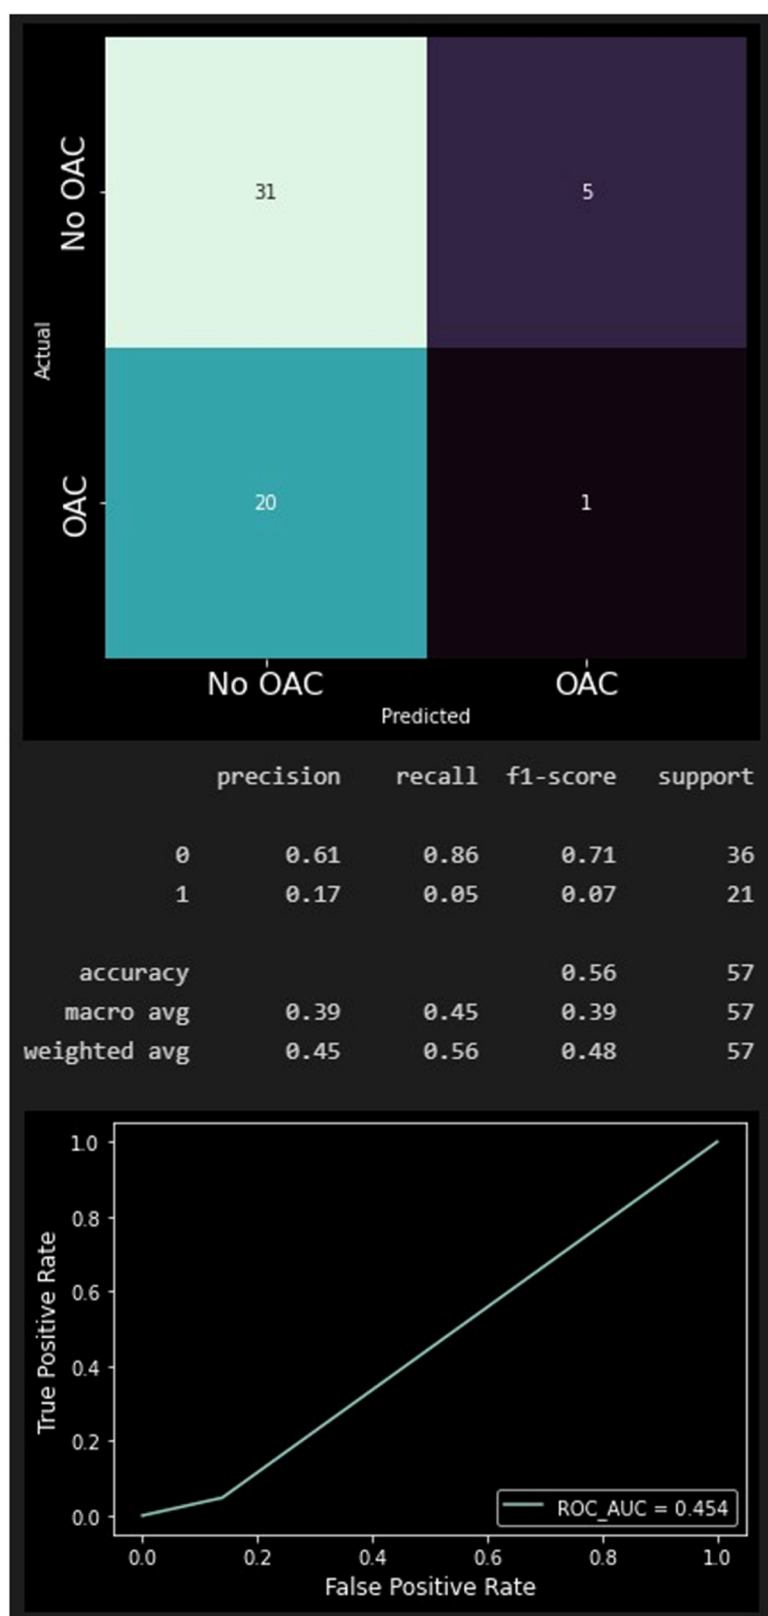 No OAC
31
5
Actual
OAC
20
1
No OAC
OAC
Predicted
precision recall f1-score support
0 0.61 0.86 0.71 36
1 0.17 0.05 0.07 21
accuracy 0.56 57
macro avg 0.39 0.45 0.39 57
weighted avg 0.45 0.56 0.48 57
1.0
0.8
0.6
0.4
0.2
0.0
True Positive Rate
ROC_AUC = 0.454
0.0 0.2 0.4 0.6 0.8 1.0
False Positive Rate